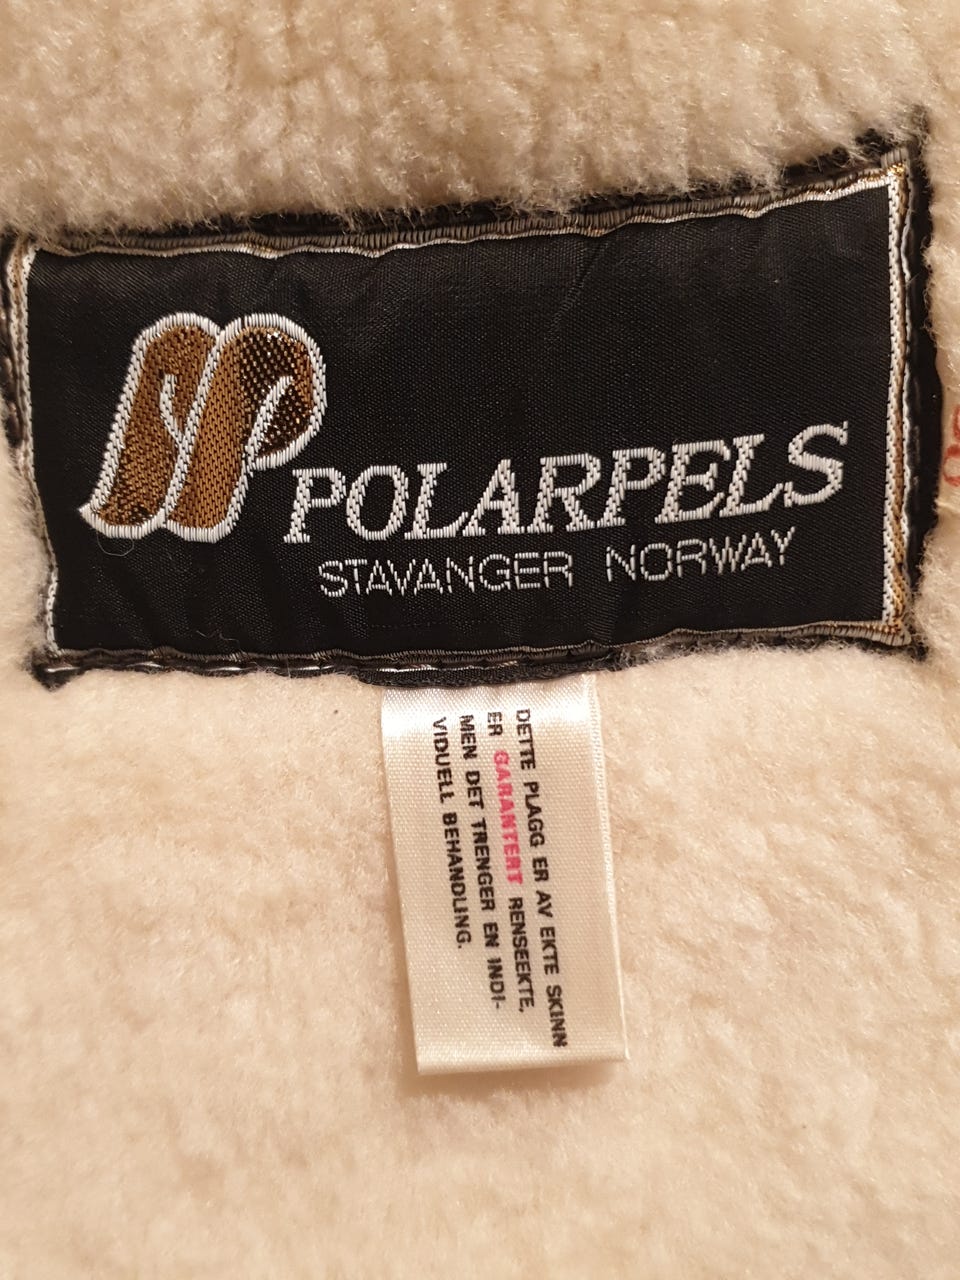 POLARPELS
STAVANGER NORWAY
DETTE PLAGG ER AV EKTE SKINN
ER GARANTERT RENSEEKTE,
MEN DET TRENGER EN INDI-
VIDUELL BEHANDLING.